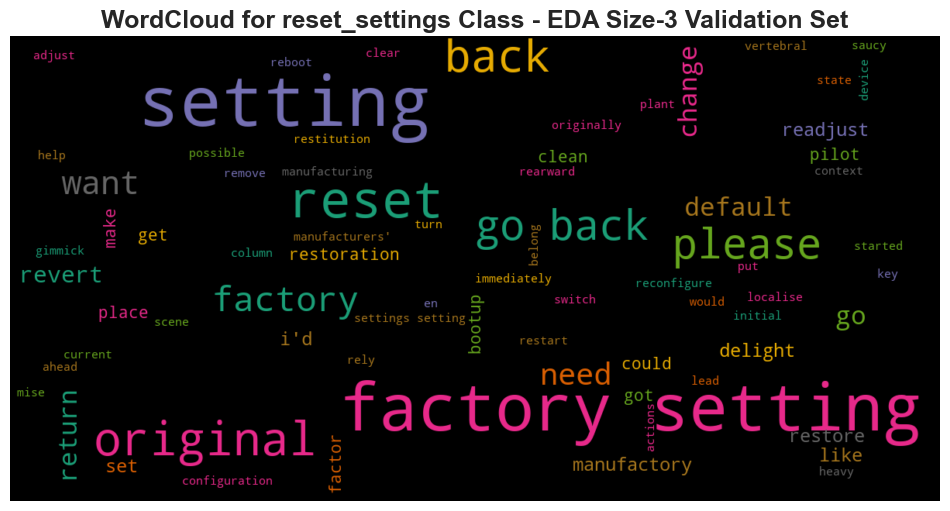 WordCloud for reset_settings Class - EDA Size-3 Validation Set
adjust
reboot
clear
back
vertebral
saucy
setting
change
state
device
plant
originally
readjust
restitution
help
possible
clean
pilot
want
remove
manufacturing
rearward
context
reset
default
make
get
turn
go back
please
gimmick
column
manufacturers'
restoration
belong
started
revert
immediately
put
key
factory
reconfigure
place
scene
en
settings setting
bootup
switch
would
localise
initial
go
i'd
restart
current
ahead
rely
need
could
delight
mise
factory setting
got
lead
return
original
factor
actions
restore
set
configuration
manufactory
like
heavy